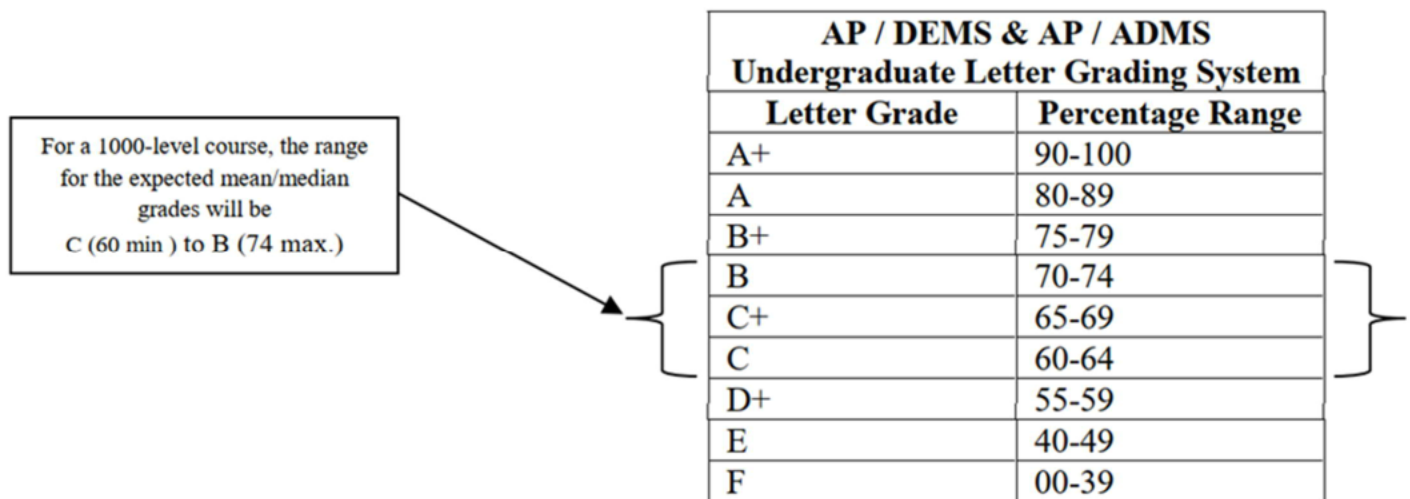 For a 1000-level course, the range
for the expected mean/median
grades will be
C (60 min ) to B (74 max.)
AP / DEMS & AP / ADMS
Undergraduate Letter Grading System
Letter Grade Percentage Range
A+ 90-100
A 80-89
B+ 75-79
B 70-74
C+ 65-69
C 60-64
D+ 55-59
E 40-49
F 00-39